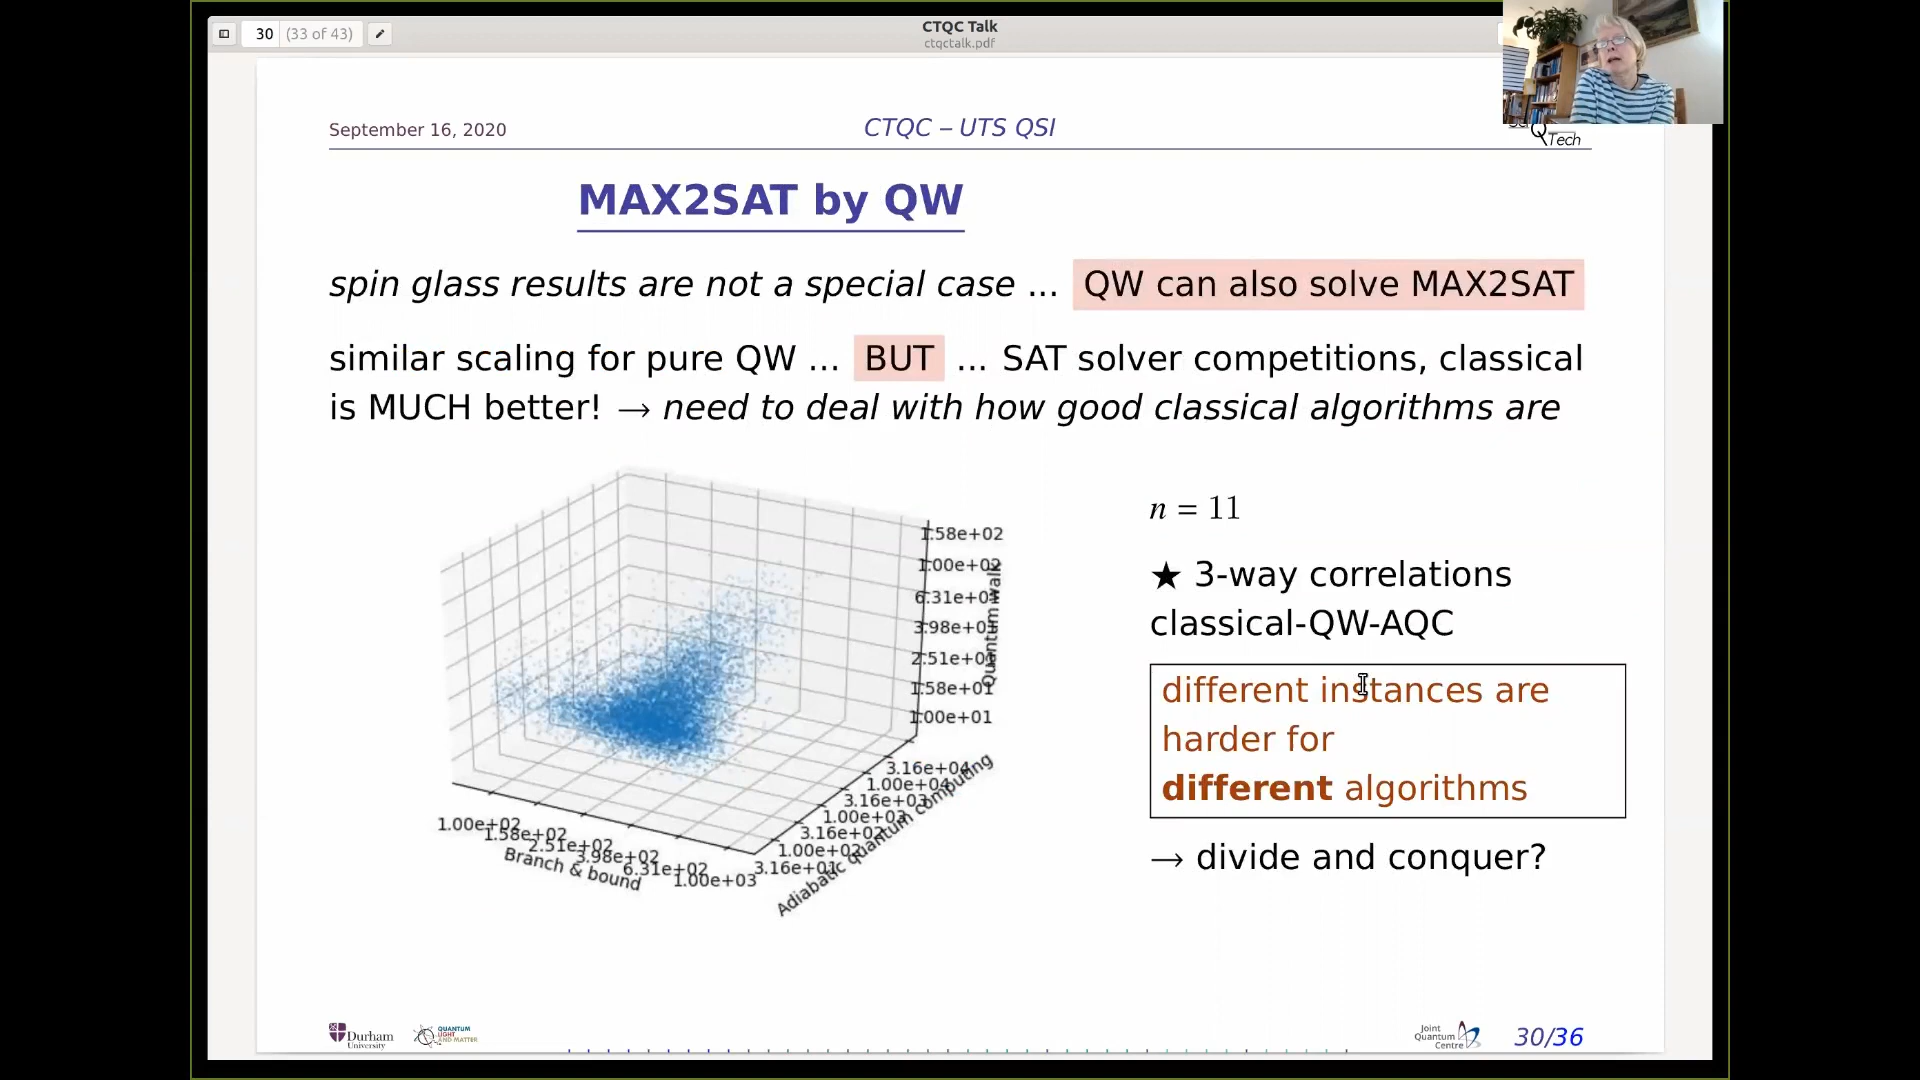 30 (33 of 43)
CTQC Talk
ctqctalk.pdf
September 16, 2020
CTQC – UTS QSI
QTech
MAX2SAT by QW
spin glass results are not a special case ... QW can also solve MAX2SAT
similar scaling for pure QW ... BUT ... SAT solver competitions, classical
is MUCH better! → need to deal with how good classical algorithms are
n = 11
★ 3-way correlations
classical-QW-AQC
different instances are
harder for
different algorithms
→ divide and conquer?
1.58e+02
1.00e+02
6.31e+01
3.98e+01
2.51e+01
1.58e+01
1.00e+01
Quantum walk
3.16e+04
1.00e+04
3.16e+03
1.00e+03
3.16e+02
1.00e+02
3.16e+01
Adiabatic quantum computing
1.00e+02
1.58e+02
2.51e+02
3.98e+02
6.31e+02
1.00e+03
Branch & bound
Durham
University
QUANTUM
LIGHT
AND MATTER
Joint
Quantum
Centre
30/36